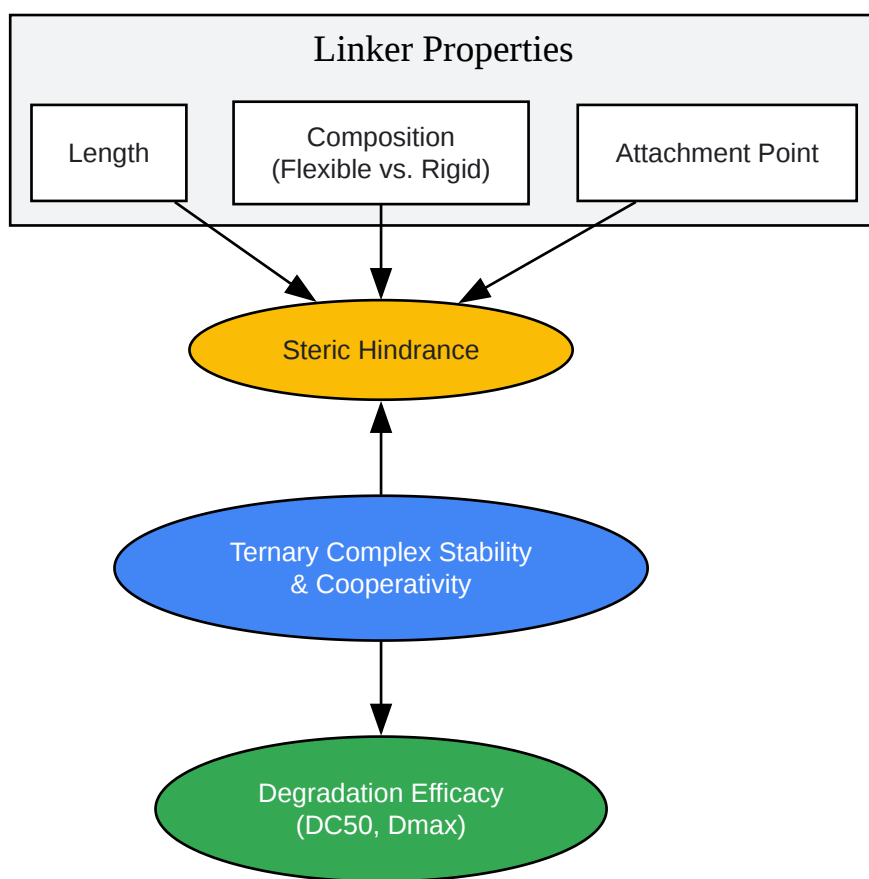 Linker Properties
Length
Composition
(Flexible vs. Rigid)
Attachment Point
Steric Hindrance
Ternary Complex Stability
& Cooperativity
Degradation Efficacy
(DC50, Dmax)